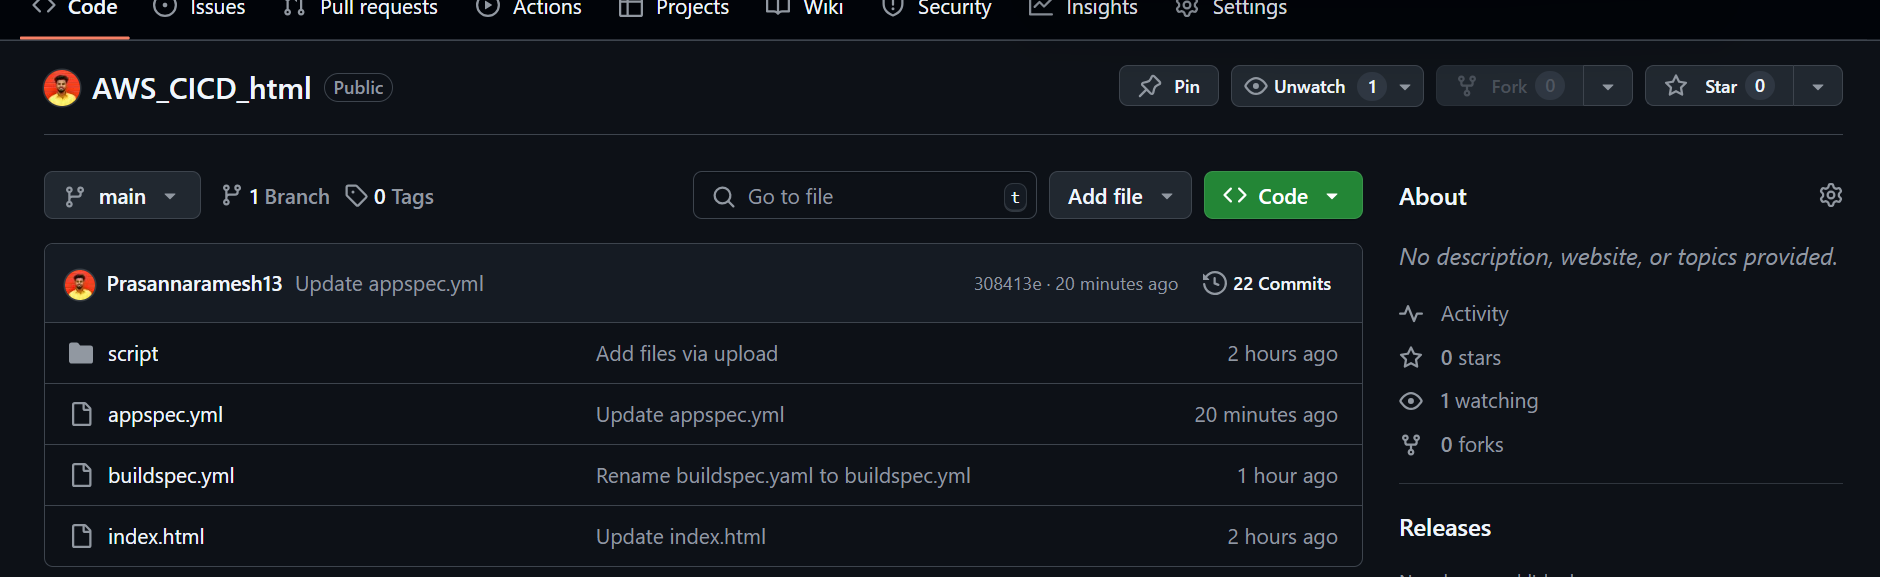 Code Issues Pull requests Actions Projects Wiki Security Insights Settings
AWS_CICD_html Public Pin Unwatch 1 Fork 0 Star 0
main 1 Branch 0 Tags Go to file t Add file Code
About
No description, website, or topics provided.
Prasannaramesh13 Update appspec.yml 308413e · 20 minutes ago 22 Commits
script Add files via upload 2 hours ago
appspec.yml Update appspec.yml 20 minutes ago
buildspec.yml Rename buildspec.yaml to buildspec.yml 1 hour ago
index.html Update index.html 2 hours ago
Activity
0 stars
1 watching
0 forks
Releases